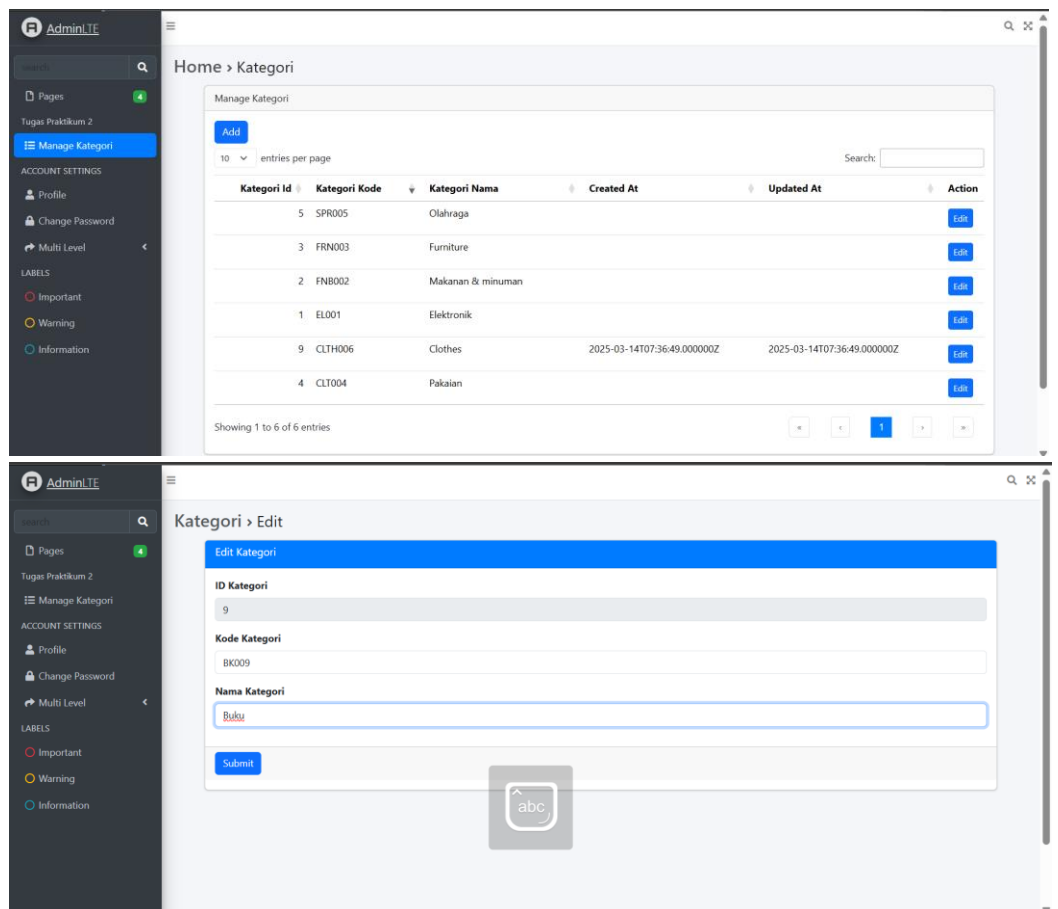 AdminLTE
search
Home › Kategori
Pages 4
Manage Kategori
Tugas Praktikum 2
Add
Manage Kategori
10 entries per page Search:
ACCOUNT SETTINGS
Kategori Id Kategori Kode Kategori Nama Created At Updated At Action
Profile
5 SPR005 Olahraga Edit
Change Password
3 FRN003 Furniture Edit
Multi Level
2 FNB002 Makanan & minuman Edit
LABELS
Important
1 EL001 Elektronik Edit
Warning
9 CLTH006 Clothes 2025-03-14T07:36:49.000000Z 2025-03-14T07:36:49.000000Z Edit
Information
4 CLT004 Pakaian Edit
Showing 1 to 6 of 6 entries « ‹ 1 › »
AdminLTE
search
Kategori › Edit
Pages 4
Edit Kategori
Tugas Praktikum 2
ID Kategori
Manage Kategori
9
ACCOUNT SETTINGS
Kode Kategori
Profile
BK009
Change Password
Nama Kategori
Multi Level
Buku
LABELS
Important
Submit
Warning
Information
abc